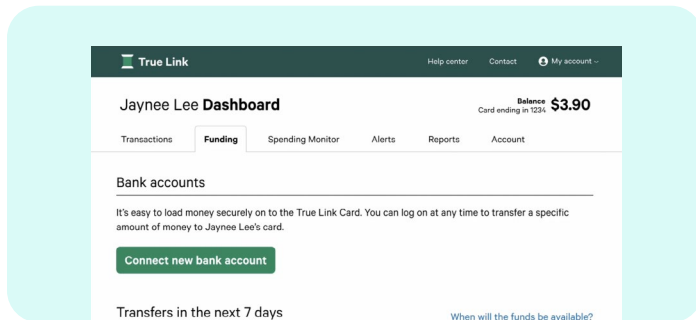 True Link
Help center Contact My account
Jaynee Lee Dashboard
Balance
Card ending in 1234 $3.90
Transactions Funding Spending Monitor Alerts Reports Account
Bank accounts
It's easy to load money securely on to the True Link Card. You can log on at any time to transfer a specific
amount of money to Jaynee Lee's card.
Connect new bank account
Transfers in the next 7 days
When will the funds be available?